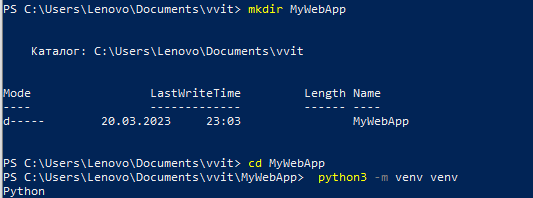 PS C:\Users\Lenovo\Documents\vvit> mkdir MyWebApp
Каталог: C:\Users\Lenovo\Documents\vvit
Mode LastWriteTime Length Name
---- ------------- ------ ----
d----- 20.03.2023 23:03 MyWebApp
PS C:\Users\Lenovo\Documents\vvit> cd MyWebApp
PS C:\Users\Lenovo\Documents\vvit\MyWebApp> python3 -m venv venv
Python